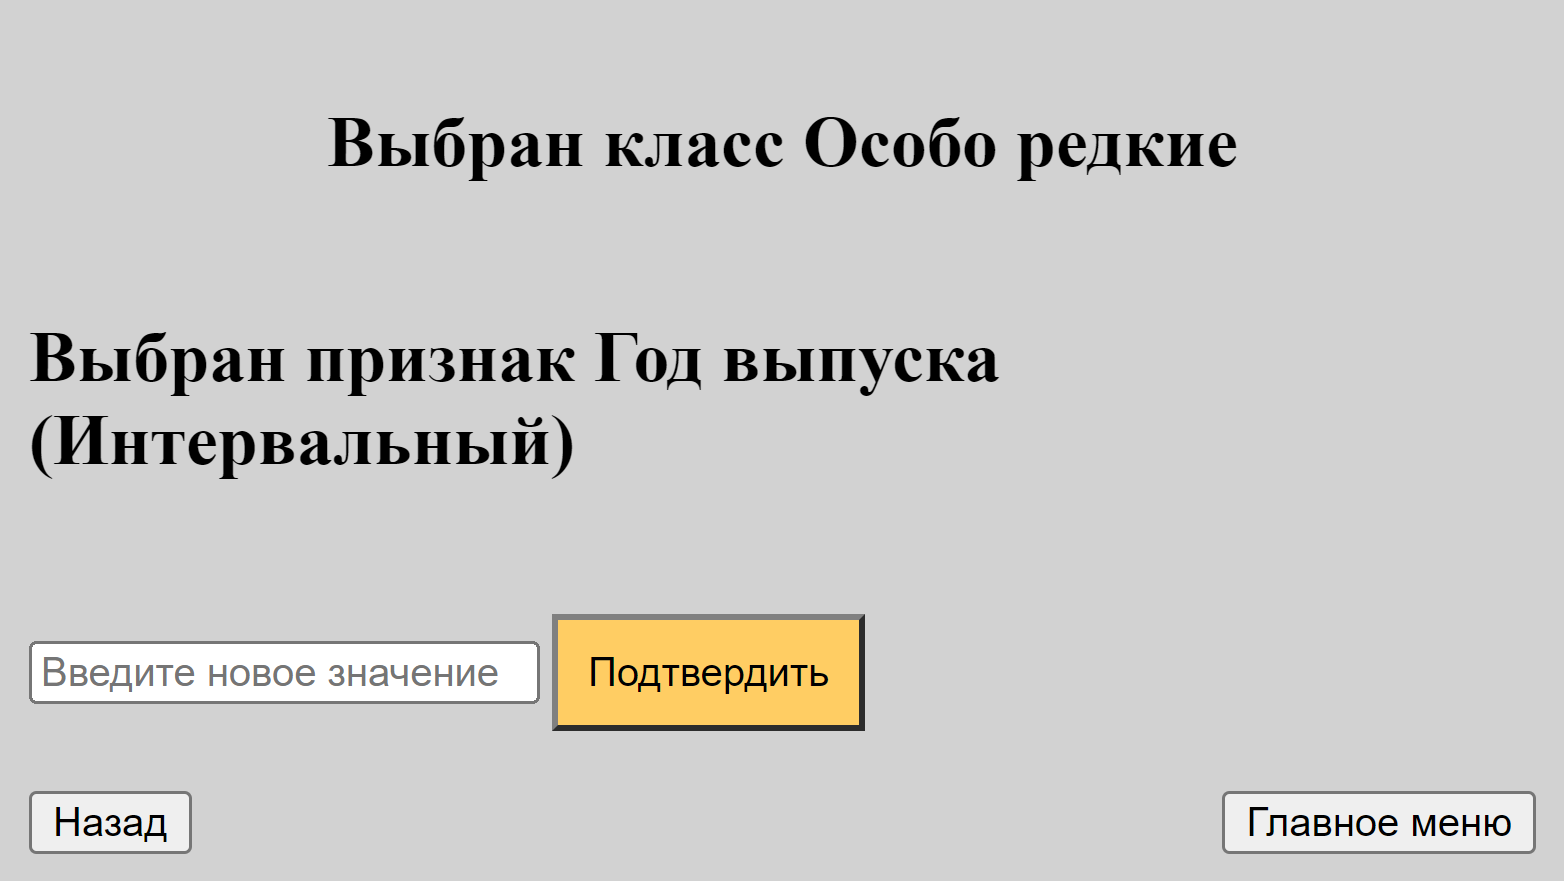 Выбран класс Особо редкие
Выбран признак Год выпуска
(Интервальный)
Введите новое значение
Подтвердить
Назад
Главное меню